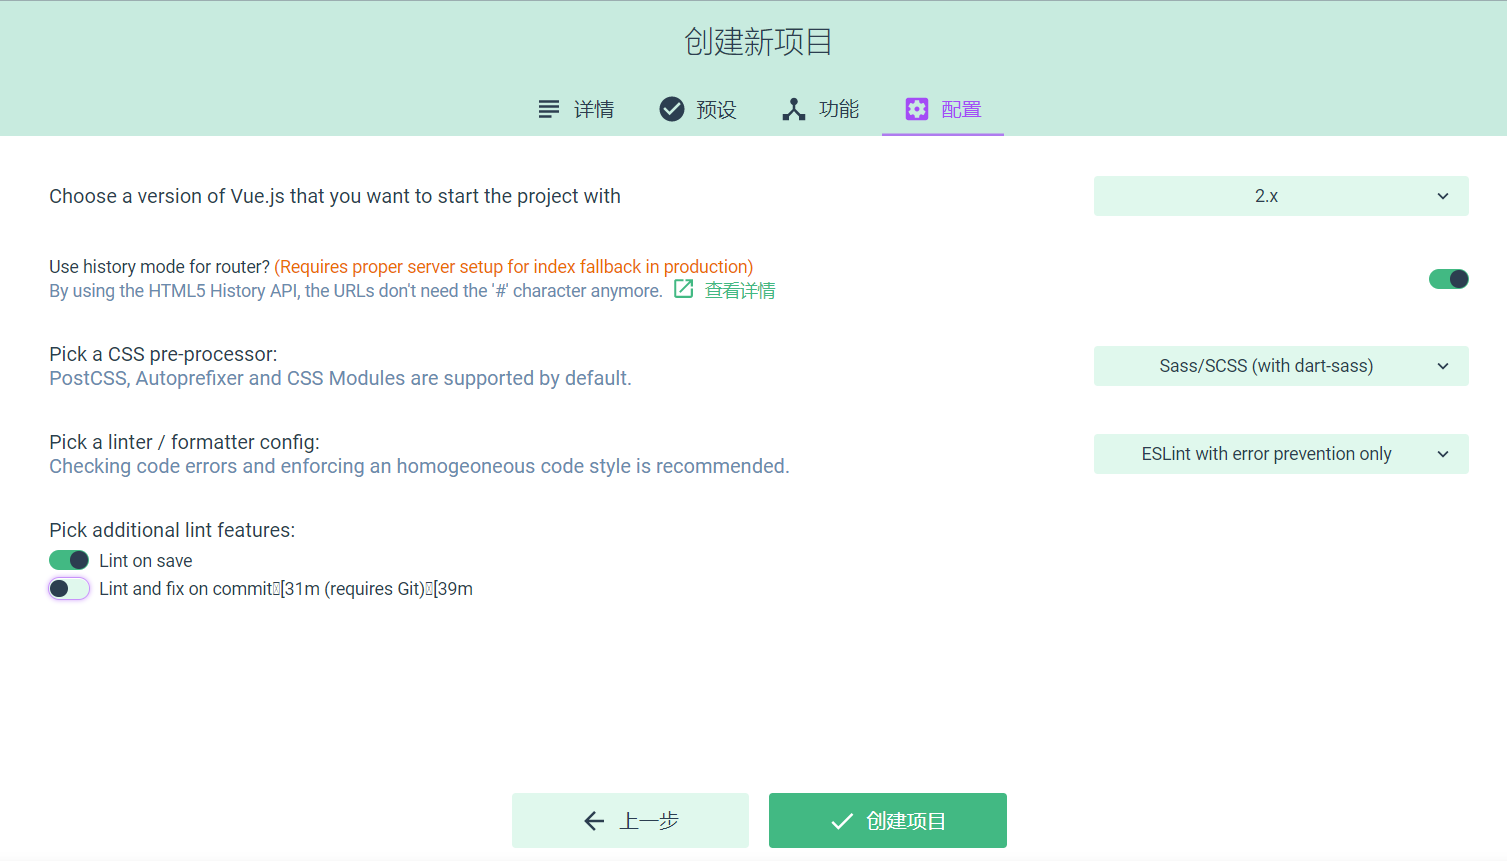 创建新项目
详情 预设 功能 配置
Choose a version of Vue.js that you want to start the project with
2.x
Use history mode for router? (Requires proper server setup for index fallback in production)
By using the HTML5 History API, the URLs don't need the '#' character anymore. 查看详情
Pick a CSS pre-processor:
PostCSS, Autoprefixer and CSS Modules are supported by default.
Sass/SCSS (with dart-sass)
Pick a linter / formatter config:
Checking code errors and enforcing an homogeoneous code style is recommended.
ESLint with error prevention only
Pick additional lint features:
Lint on save
Lint and fix on commit[31m (requires Git)[39m
上一步 创建项目